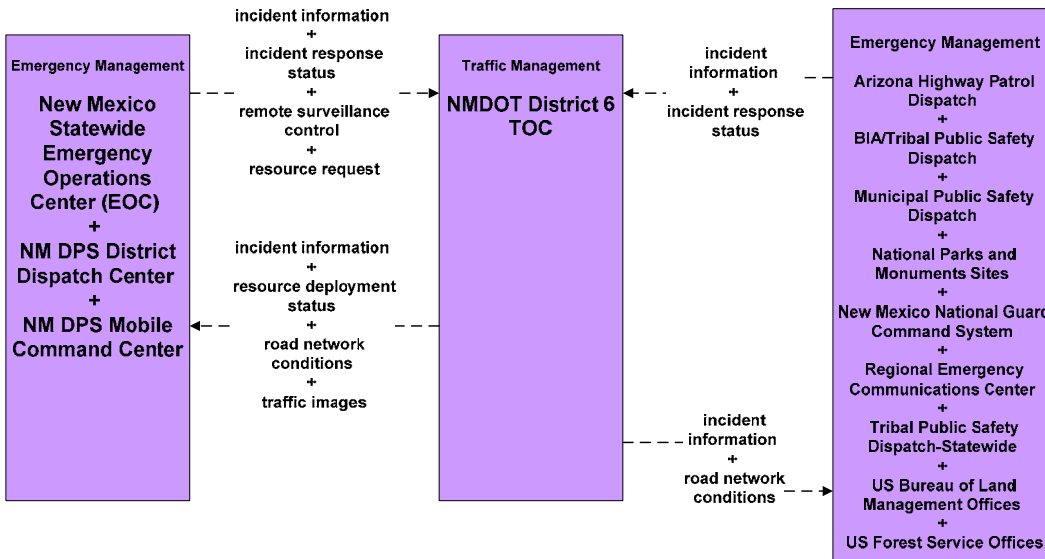 Emergency Management
New Mexico
Statewide
Emergency
Operations
Center (EOC)
+
NM DPS District
Dispatch Center
+
NM DPS Mobile
Command Center
incident information
+
incident response
status
+
remote surveillance
control
+
resource request
incident information
+
resource deployment
status
+
road network
conditions
+
traffic images
Traffic Management
NMDOT District 6
TOC
incident
information
+
incident response
status
incident
information
+
road network
conditions
Emergency Management
Arizona Highway Patrol
Dispatch
+
BIA/Tribal Public Safety
Dispatch
+
Municipal Public Safety
Dispatch
+
National Parks and
Monuments Sites
+
New Mexico National Guard
Command System
+
Regional Emergency
Communications Center
+
Tribal Public Safety
Dispatch-Statewide
+
US Bureau of Land
Management Offices
+
US Forest Service Offices